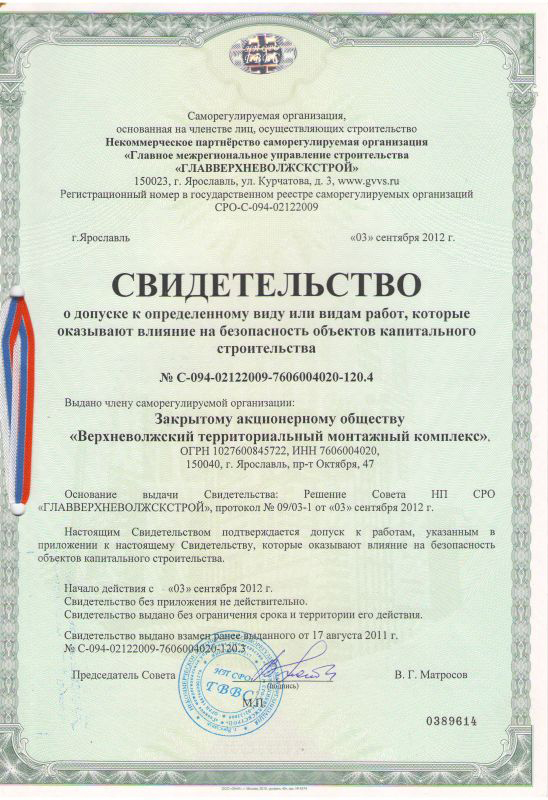 Саморегулируемая организация,
основанная на членстве лиц, осуществляющих строительство
Некоммерческое партнёрство саморегулируемая организация
«Главное межрегиональное управление строительства
«ГЛАВВЕРХНЕВОЛЖСКСТРОЙ»
150023, г. Ярославль, ул. Курчатова, д. 3, www.gvvs.ru
Регистрационный номер в государственном реестре саморегулируемых организаций
СРО-С-094-02122009
г.Ярославль «03» сентября 2012 г.
СВИДЕТЕЛЬСТВО
о допуске к определенному виду или видам работ, которые
оказывают влияние на безопасность объектов капитального
строительства
№ С-094-02122009-7606004020-120.4
Выдано члену саморегулируемой организации:
Закрытому акционерному обществу
«Верхневолжский территориальный монтажный комплекс».
ОГРН 1027600845722, ИНН 7606004020,
150040, г. Ярославль, пр-т Октября, 47
Основание выдачи Свидетельства: Решение Совета НП СРО
«ГЛАВВЕРХНЕВОЛЖСКСТРОЙ», протокол № 09/03-1 от «03» сентября 2012 г.
Настоящим Свидетельством подтверждается допуск к работам, указанным в
приложении к настоящему Свидетельству, которые оказывают влияние на безопасность
объектов капитального строительства.
Начало действия с «03» сентября 2012 г.
Свидетельство без приложения не действительно.
Свидетельство выдано без ограничения срока и территории его действия.
Свидетельство выдано взамен ранее выданного от 17 августа 2011 г.
№ С-094-02122009-7606004020-120.3
Председатель Совета В. Г. Матросов
(подпись)
НП СРО
ГВВС
М.П.
0389614